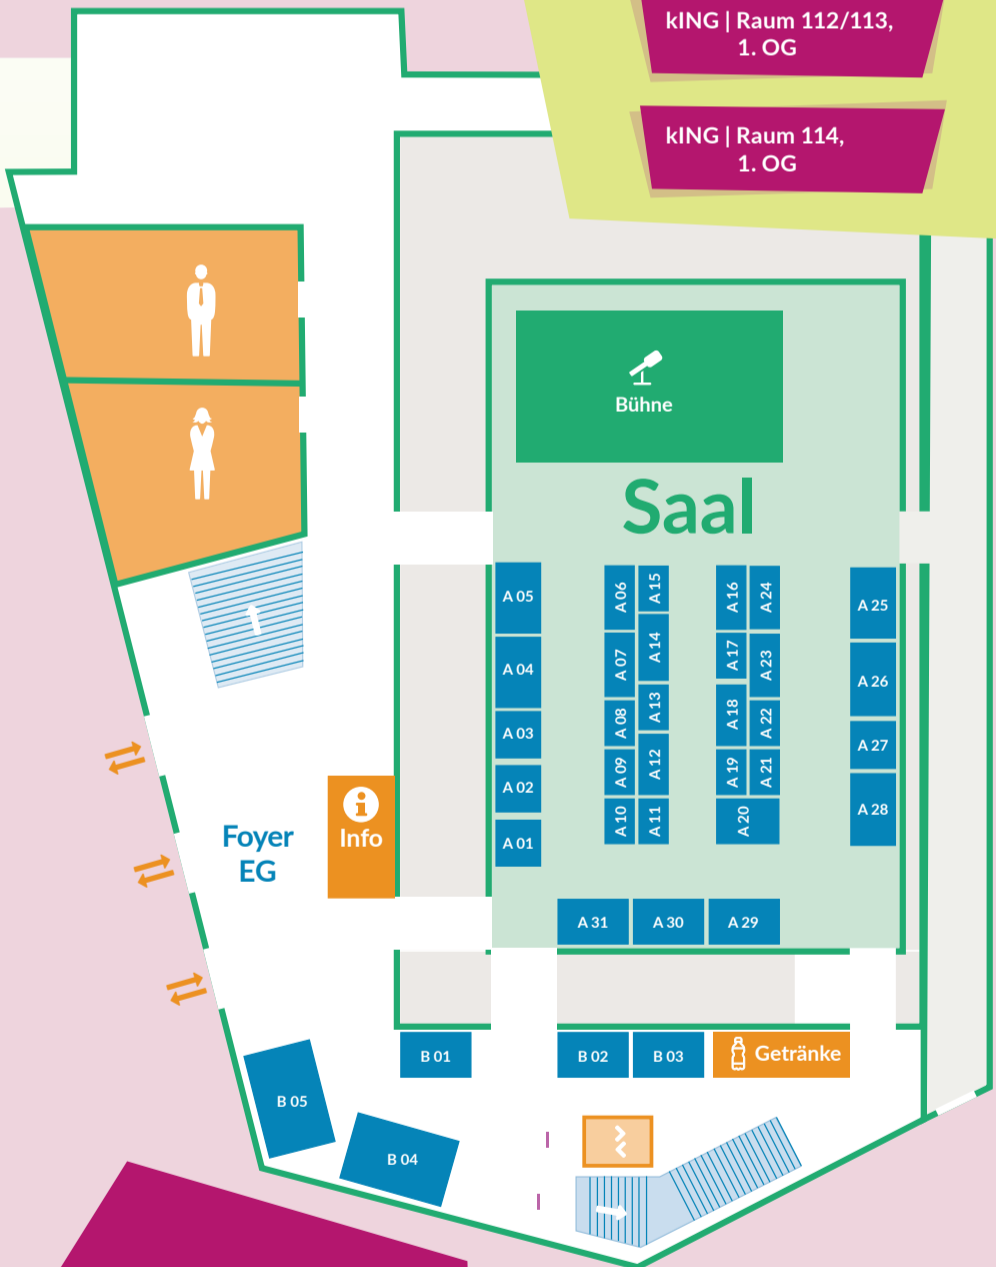 kING | Raum 112/113,
1. OG
kING | Raum 114,
1. OG
Bühne
Saal
A 05
A 04
A 03
A 02
A 01
A 06
A 07
A 08
A 09
A 10
A 15
A 14
A 13
A 12
A 11
A 16
A 17
A 18
A 19
A 20
A 24
A 23
A 22
A 21
A 25
A 26
A 27
A 28
A 31
A 30
A 29
Foyer
EG
Info
B 01
B 02
B 03
Getränke
B 05
B 04